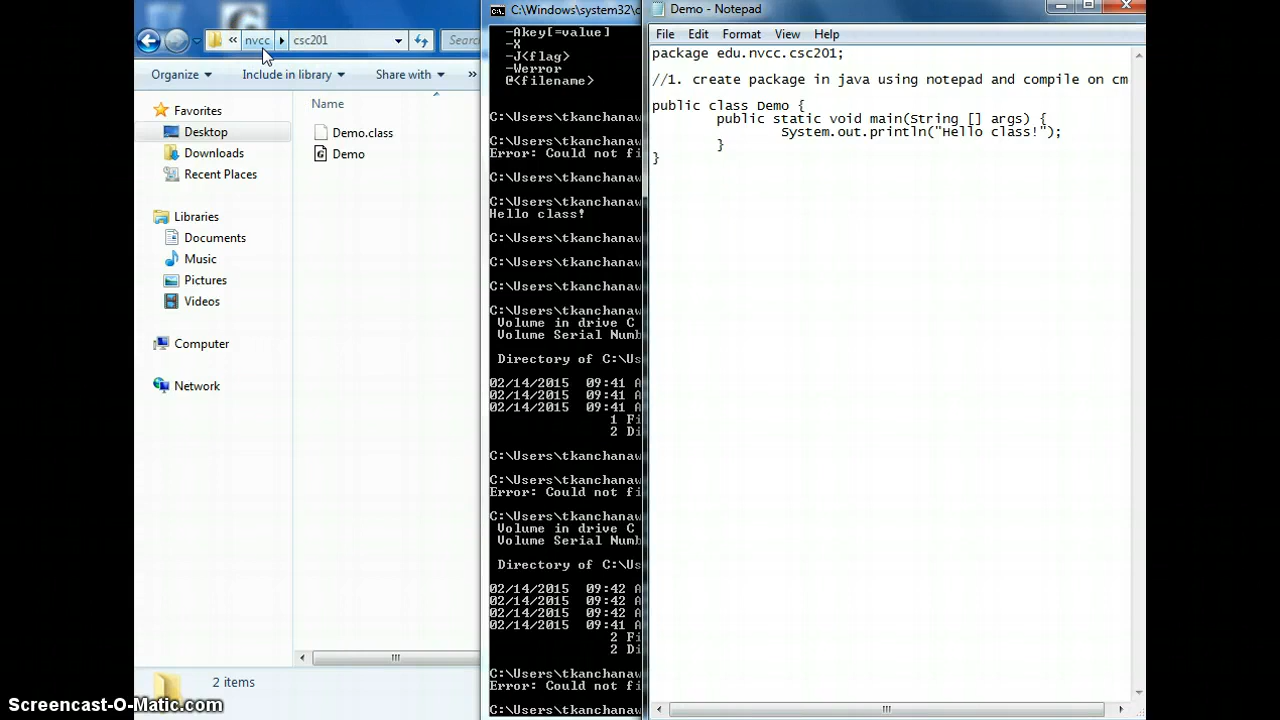 nvcc csc201
Searc
Organize Include in library Share with »
Favorites
Desktop
Downloads
Recent Places
Libraries
Documents
Music
Pictures
Videos
Computer
Network
Name
Demo.class
Demo
2 items
C:\Windows\system32\c
-Akey[=value]
-X
-J<flag>
-Werror
@<filename>
C:\Users\tkanchanaw
C:\Users\tkanchanaw
Error: Could not fi
C:\Users\tkanchanaw
C:\Users\tkanchanaw
Hello class!
C:\Users\tkanchanaw
C:\Users\tkanchanaw
C:\Users\tkanchanaw
C:\Users\tkanchanaw
Volume in drive C
Volume Serial Numb
Directory of C:\Us
02/14/2015 09:41 A
02/14/2015 09:41 A
02/14/2015 09:41 A
1 Fi
2 Di
C:\Users\tkanchanaw
C:\Users\tkanchanaw
Error: Could not fi
C:\Users\tkanchanaw
Volume in drive C
Volume Serial Numb
Directory of C:\Us
02/14/2015 09:42 A
02/14/2015 09:42 A
02/14/2015 09:42 A
02/14/2015 09:41 A
2 Fi
2 Di
C:\Users\tkanchanaw
Error: Could not fi
C:\Users\tkanchanaw
Demo - Notepad
File Edit Format View Help
package edu.nvcc.csc201;
//1. create package in java using notepad and compile on cm
public class Demo {
public static void main(String [] args) {
System.out.println("Hello class!");
}
}
Screencast-O-Matic.com